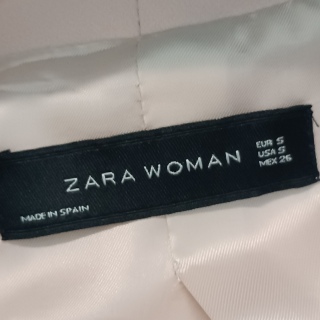 ZARA WOMAN
EUR S
USA S
MEX 26
MADE IN SPAIN